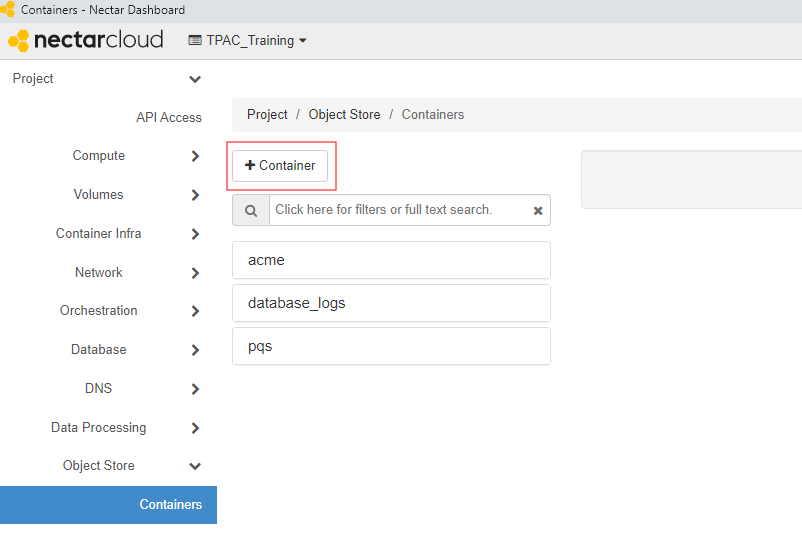 Containers - Nectar Dashboard
nectarcloud
TPAC_Training
Project
API Access
Compute
Volumes
Container Infra
Network
Orchestration
Database
DNS
Data Processing
Object Store
Containers
Project / Object Store / Containers
+ Container
Click here for filters or full text search.
acme
database_logs
pqs